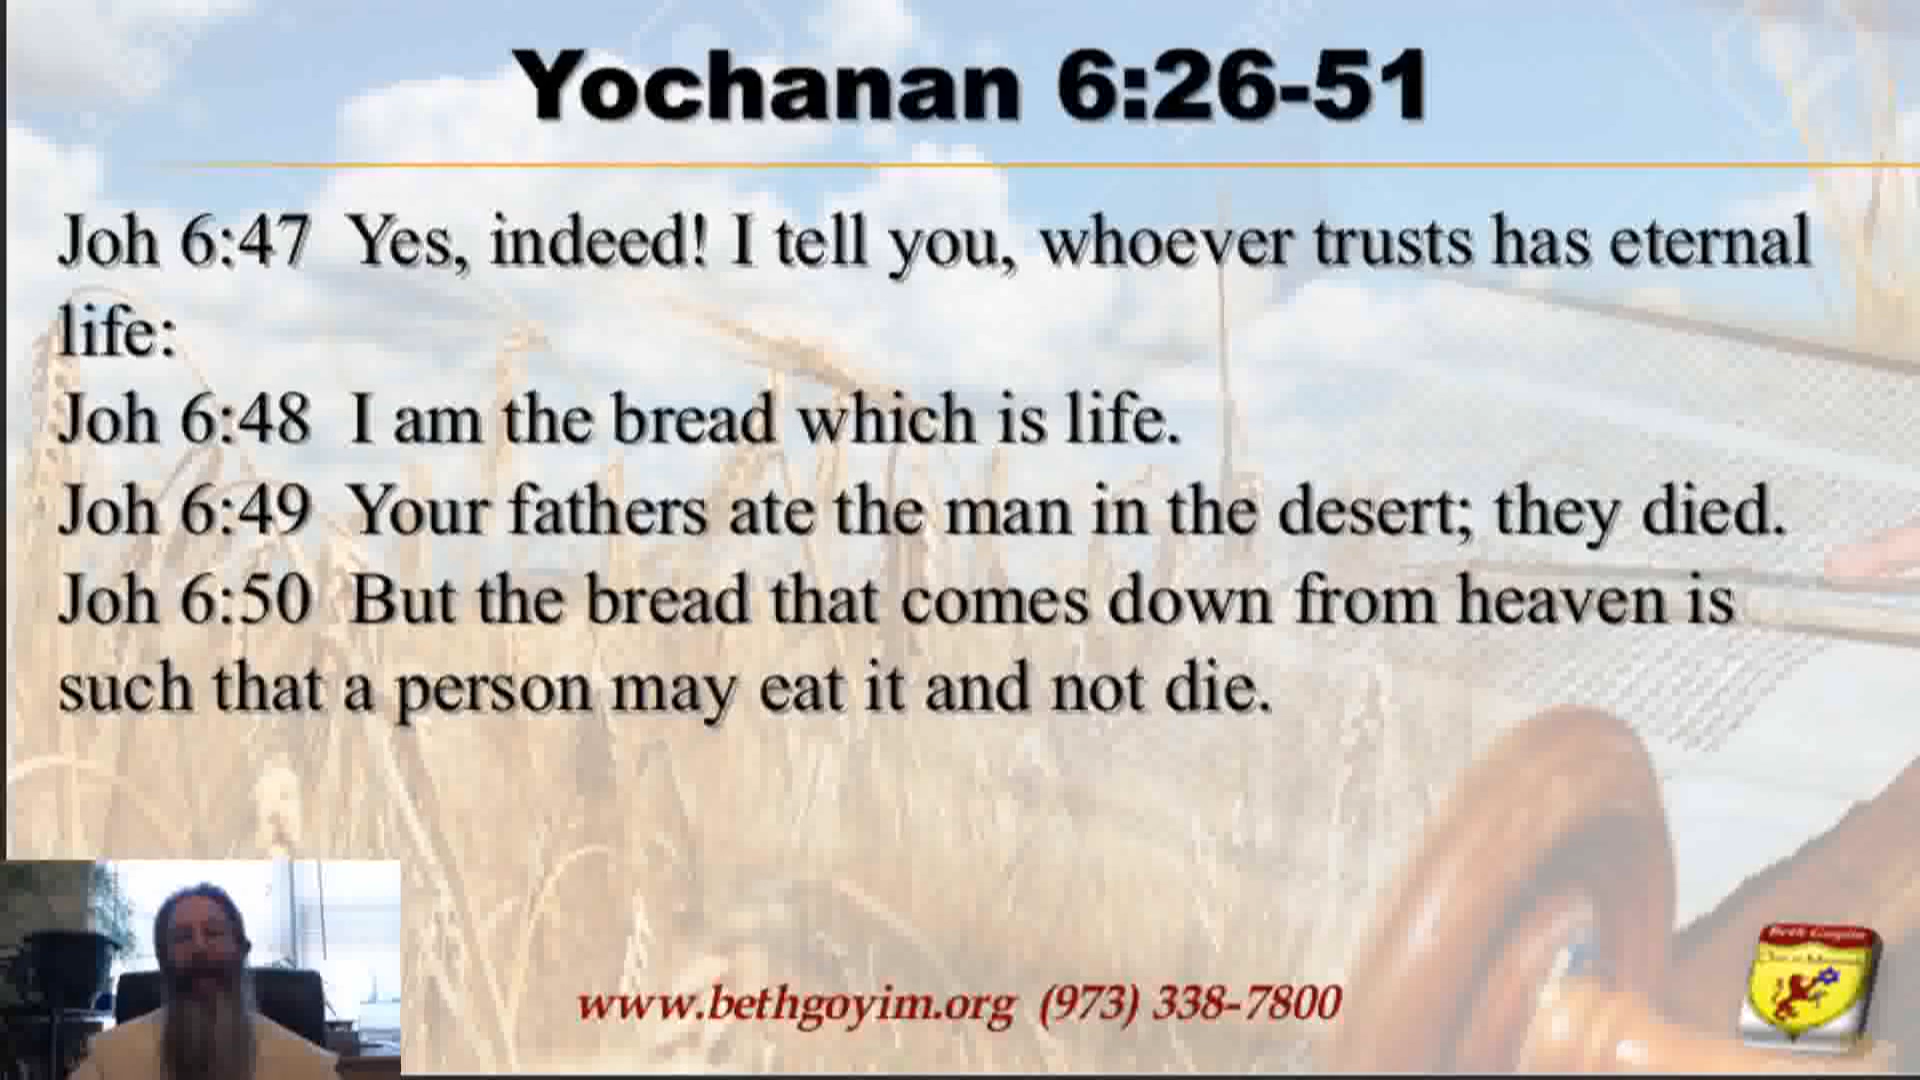 Yochanan 6:26-51
Joh 6:47  Yes, indeed! I tell you, whoever trusts has eternal
life:
Joh 6:48  I am the bread which is life.
Joh 6:49  Your fathers ate the man in the desert; they died.
Joh 6:50  But the bread that comes down from heaven is
such that a person may eat it and not die.
www.bethgoyim.org (973) 338-7800
Beth Goyim